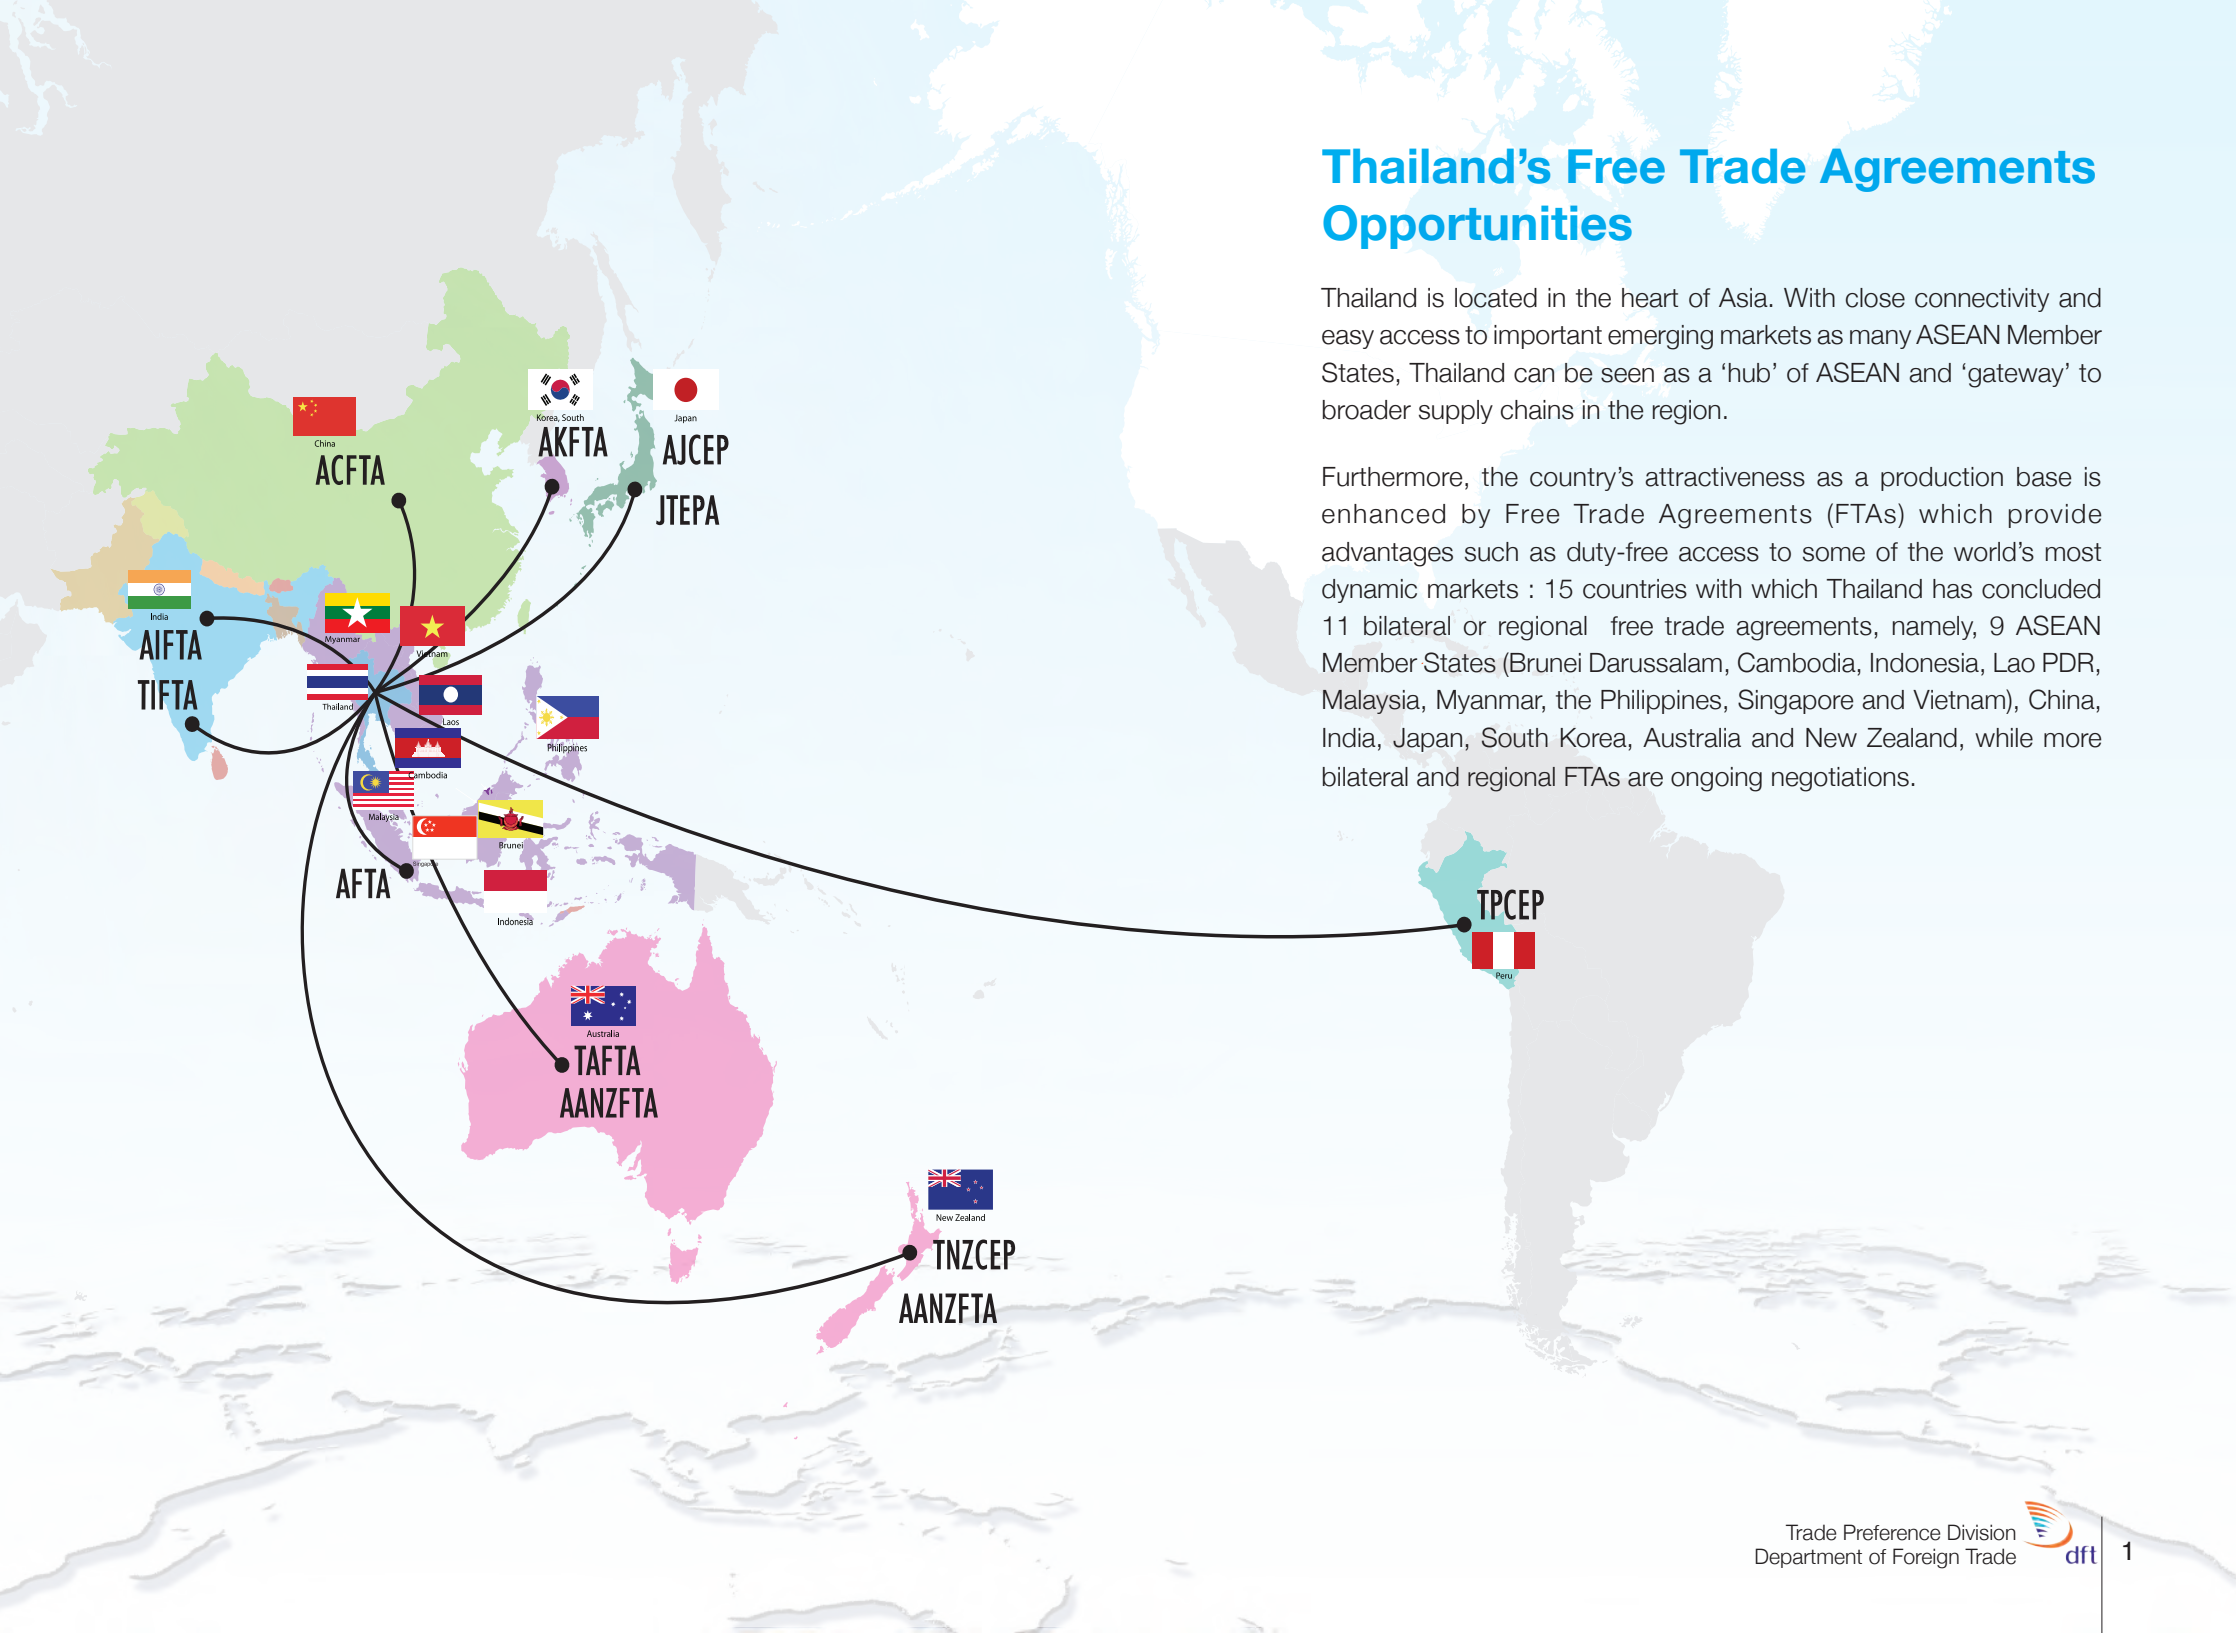 Thailand’s Free Trade Agreements
Opportunities
Thailand is located in the heart of Asia. With close connectivity and
easy access to important emerging markets as many ASEAN Member
States, Thailand can be seen as a ‘hub’ of ASEAN and ‘gateway’ to
broader supply chains in the region.
Furthermore, the country’s attractiveness as a production base is
enhanced by Free Trade Agreements (FTAs) which provide
advantages such as duty-free access to some of the world’s most
dynamic markets : 15 countries with which Thailand has concluded
11 bilateral or regional free trade agreements, namely, 9 ASEAN
Member States (Brunei Darussalam, Cambodia, Indonesia, Lao PDR,
Malaysia, Myanmar, the Philippines, Singapore and Vietnam), China,
India, Japan, South Korea, Australia and New Zealand, while more
bilateral and regional FTAs are ongoing negotiations.
China
ACFTA
Korea, South
AKFTA
Japan
AJCEP
JTEPA
India
AIFTA
TIFTA
Myanmar
Vietnam
Thailand
Laos
Philippines
Cambodia
Malaysia
Singapore
Brunei
AFTA
Indonesia
TPCEP
Peru
Australia
TAFTA
AANZFTA
New Zealand
TNZCEP
AANZFTA
Trade Preference Division
Department of Foreign Trade
dft
1